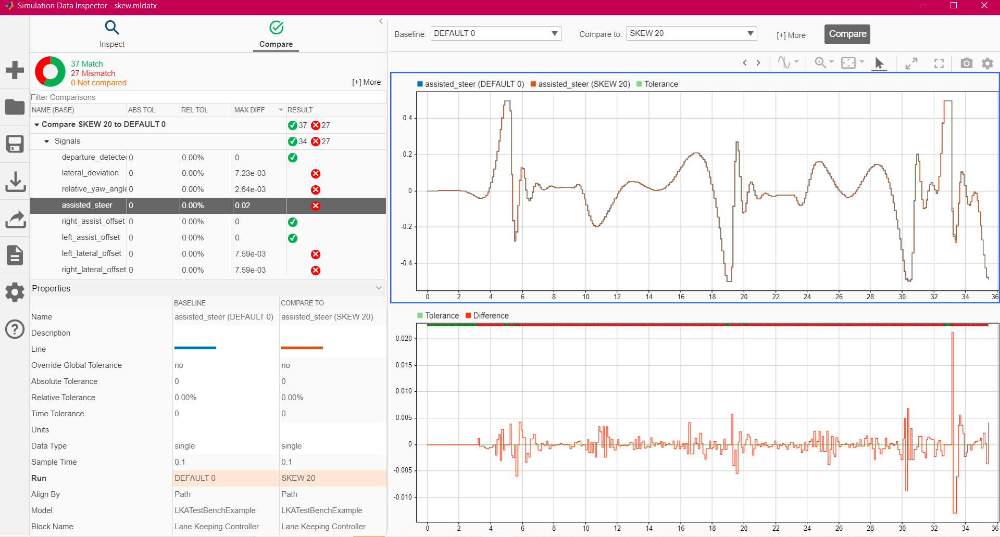 Simulation Data Inspector - skew.mldatx
Inspect
Compare
Baseline: DEFAULT 0 Compare to: SKEW 20 [+] More Compare
37 Match
27 Mismatch
0 Not compared
[+] More
Filter Comparisons
NAME (BASE) ABS TOL REL TOL MAX DIFF RESULT
Compare SKEW 20 to DEFAULT 0 37 27
Signals 34 27
departure_detected 0 0.00% 0
lateral_deviation 0 0.00% 7.23e-03
relative_yaw_angle 0 0.00% 2.64e-03
assisted_steer 0 0.00% 0.02
right_assist_offset 0 0.00% 0
left_assist_offset 0 0.00% 0
left_lateral_offset 0 0.00% 7.59e-03
right_lateral_offset 0 0.00% 7.59e-03
Properties
BASELINE COMPARE TO
Name assisted_steer (DEFAULT 0) assisted_steer (SKEW 20)
Description
Line
Override Global Tolerance no no
Absolute Tolerance 0 0
Relative Tolerance 0.00% 0.00%
Time Tolerance 0 0
Units
Data Type single single
Sample Time 0.1 0.1
Run DEFAULT 0 SKEW 20
Align By Path Path
Model LKATestBenchExample LKATestBenchExample
Block Name Lane Keeping Controller Lane Keeping Controller
assisted_steer (DEFAULT 0) assisted_steer (SKEW 20) Tolerance
0.4
0.2
0
-0.2
-0.4
0 2 4 6 8 10 12 14 16 18 20 22 24 26 28 30 32 34 36
Tolerance Difference
0.020
0.015
0.010
0.005
0
-0.005
-0.010
0 2 4 6 8 10 12 14 16 18 20 22 24 26 28 30 32 34 36